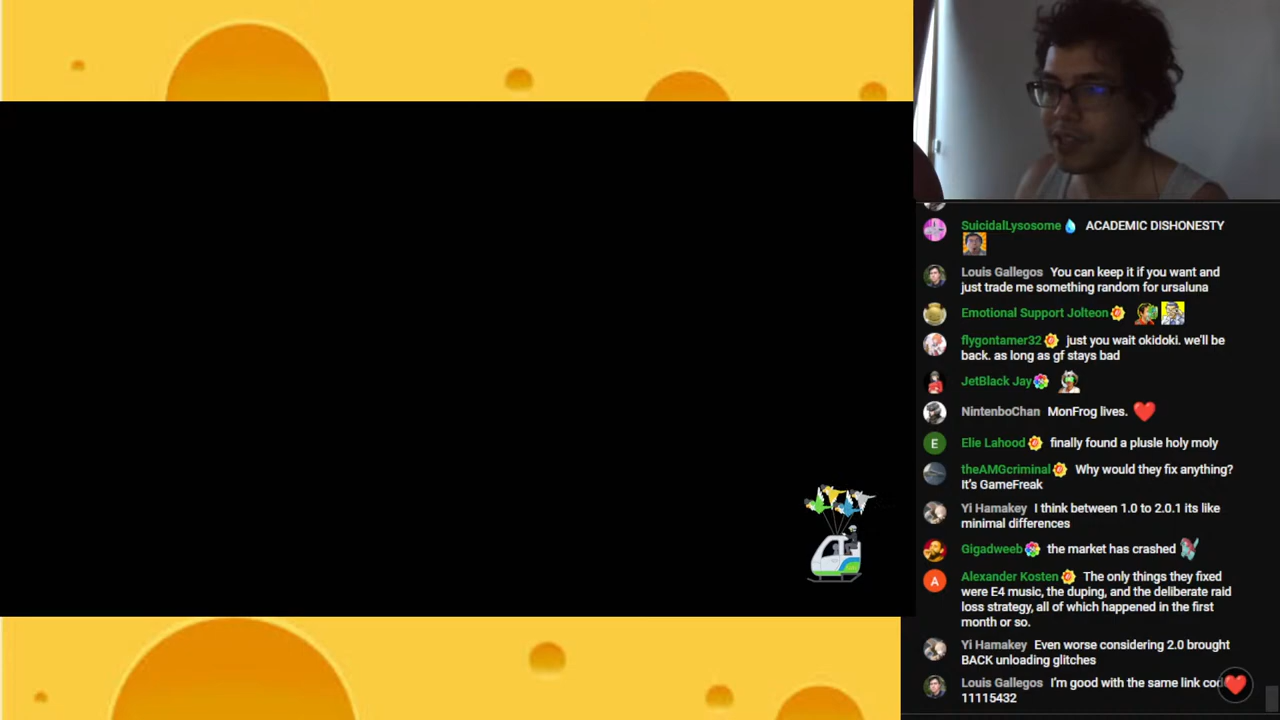 SuicidalLysosome ACADEMIC DISHONESTY
Louis Gallegos You can keep it if you want and
just trade me something random for ursaluna
Emotional Support Jolteon
flygontamer32 just you wait okidoki. we'll be
back. as long as gf stays bad
JetBlack Jay
NintenboChan MonFrog lives.
E Elie Lahood finally found a plusle holy moly
theAMGcriminal Why would they fix anything?
It's GameFreak
Yi Hamakey I think between 1.0 to 2.0.1 its like
minimal differences
Gigadweeb the market has crashed
A Alexander Kosten The only things they fixed
were E4 music, the duping, and the deliberate raid
loss strategy, all of which happened in the first
month or so.
Yi Hamakey Even worse considering 2.0 brought
BACK unloading glitches
Louis Gallegos I'm good with the same link
11115432